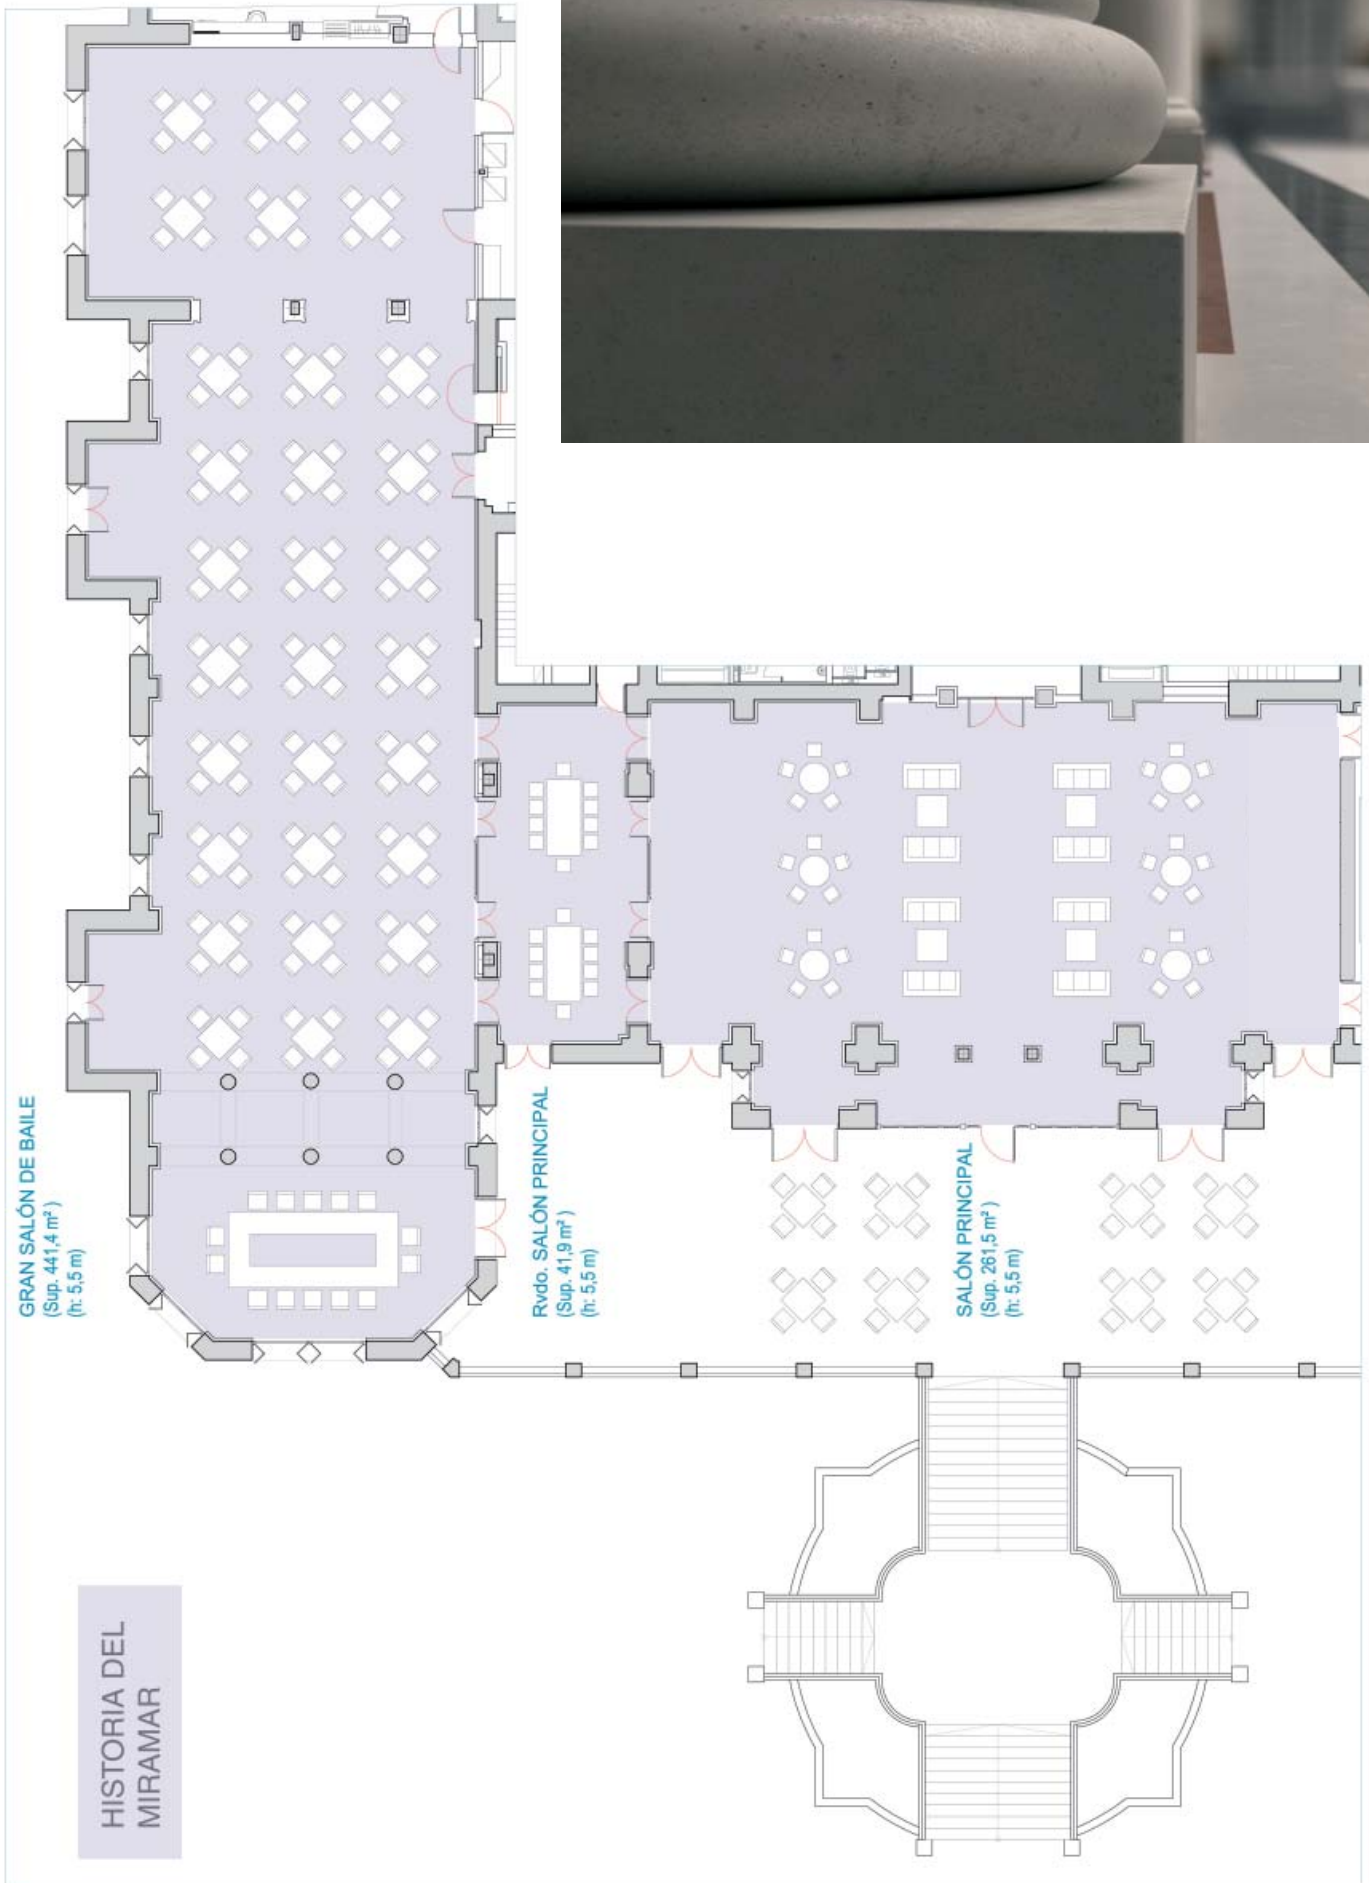 GRAN SALÓN DE BAILE
(Sup. 441,4 m²)
(h: 5,5 m)
Rvdo. SALÓN PRINCIPAL
(Sup. 41,9 m²)
(h: 5,5 m)
SALÓN PRINCIPAL
(Sup. 261,5 m²)
(h: 5,5 m)
HISTORIA DEL
MIRAMAR